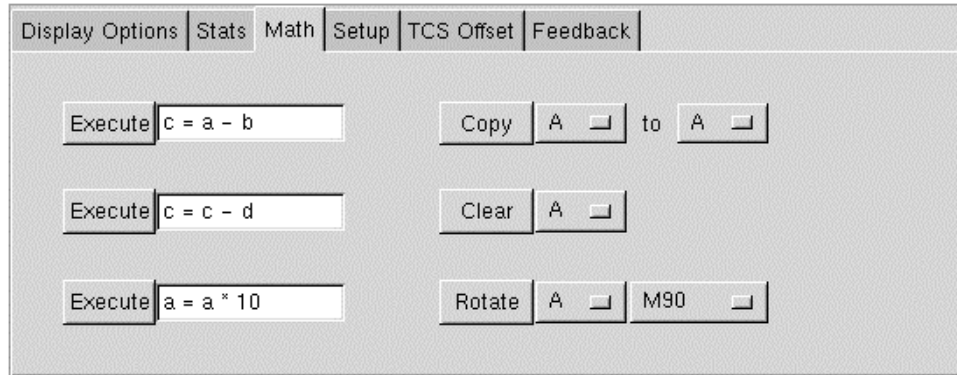 Display Options Stats Math Setup TCS Offset Feedback
Execute c = a - b Copy A to A
Execute c = c - d Clear A
Execute a = a * 10 Rotate A M90